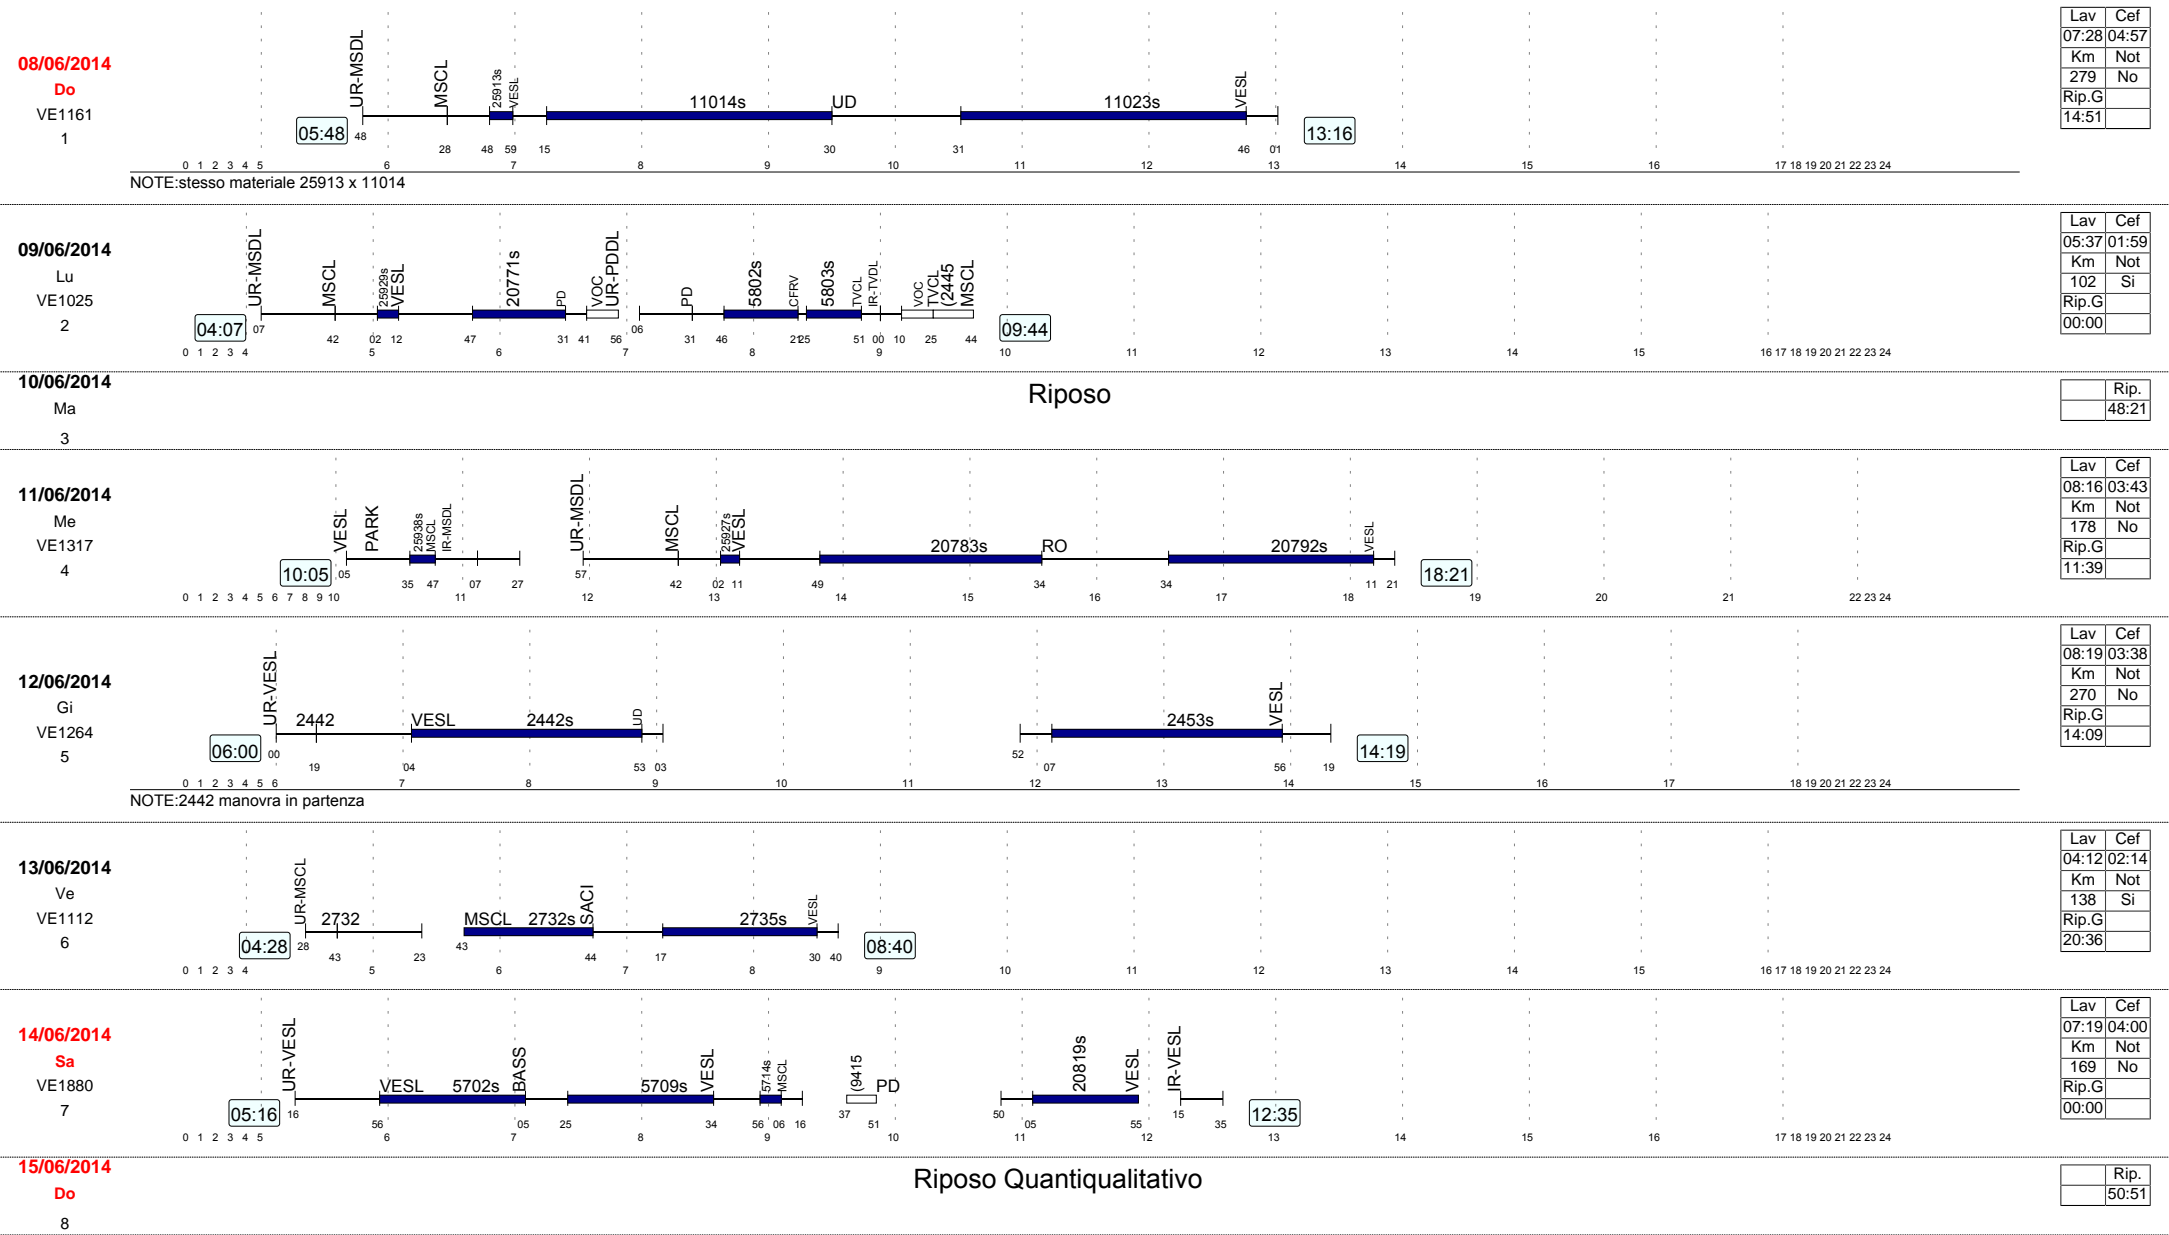 08/06/2014
Do
VE1161
1
05:48
UR-MSDL MSCL 25913s VESL 11014s UD 11023s VESL
13:16
48 28 48 59 15 30 31 46 01
0 1 2 3 4 5 6 7 8 9 10 11 12 13 14 15 16 17 18 19 20 21 22 23 24
NOTE:stesso materiale 25913 x 11014
Lav Cef
07:28 04:57
Km Not
279 No
Rip.G
14:51
09/06/2014
Lu
VE1025
2
04:07
UR-MSDL MSCL 25929s VESL 20771s PD VOC UR-PDDL PD 5802s CFRV 5803s TVCL IR-TVDL VOC TVCL (2445 MSCL
09:44
07 42 02 12 47 31 41 56 06 31 46 21 25 51 00 10 25 44
0 1 2 3 4 5 6 7 8 9 10 11 12 13 14 15 16 17 18 19 20 21 22 23 24
Lav Cef
05:37 01:59
Km Not
102 Si
Rip.G
00:00
10/06/2014
Ma
3
Riposo
Rip.
48:21
11/06/2014
Me
VE1317
4
10:05
VESL PARK 25938s MSCL IR-MSDL UR-MSDL MSCL 25927s VESL 20783s RO 20792s VESL
18:21
05 35 47 07 27 57 42 02 11 49 34 34 11 21
0 1 2 3 4 5 6 7 8 9 10 11 12 13 14 15 16 17 18 19 20 21 22 23 24
Lav Cef
08:16 03:43
Km Not
178 No
Rip.G
11:39
12/06/2014
Gi
VE1264
5
06:00
UR-VESL 2442 VESL 2442s UD 2453s VESL
14:19
00 19 04 53 03 52 07 56 19
0 1 2 3 4 5 6 7 8 9 10 11 12 13 14 15 16 17 18 19 20 21 22 23 24
NOTE:2442 manovra in partenza
Lav Cef
08:19 03:38
Km Not
270 No
Rip.G
14:09
13/06/2014
Ve
VE1112
6
04:28
UR-MSCL 2732 MSCL 2732s SACI 2735s VESL
08:40
28 43 23 43 44 17 30 40
0 1 2 3 4 5 6 7 8 9 10 11 12 13 14 15 16 17 18 19 20 21 22 23 24
Lav Cef
04:12 02:14
Km Not
138 Si
Rip.G
20:36
14/06/2014
Sa
VE1880
7
05:16
UR-VESL VESL 5702s BASS 5709s VESL 5714s MSCL (9415 PD 20819s VESL IR-VESL
12:35
16 56 05 25 34 56 06 16 37 51 50 05 55 15 35
0 1 2 3 4 5 6 7 8 9 10 11 12 13 14 15 16 17 18 19 20 21 22 23 24
Lav Cef
07:19 04:00
Km Not
169 No
Rip.G
00:00
15/06/2014
Do
8
Riposo Quantiqualitativo
Rip.
50:51